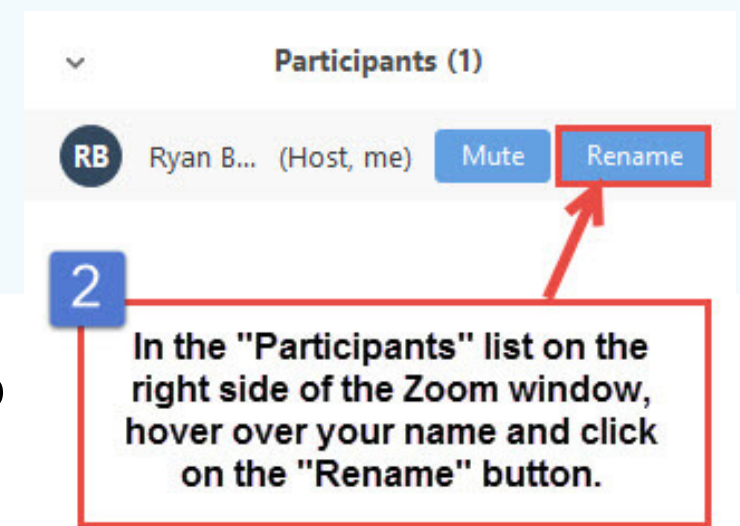 Participants (1)
RB Ryan B... (Host, me) Mute Rename
2
In the "Participants" list on the
right side of the Zoom window,
hover over your name and click
on the "Rename" button.